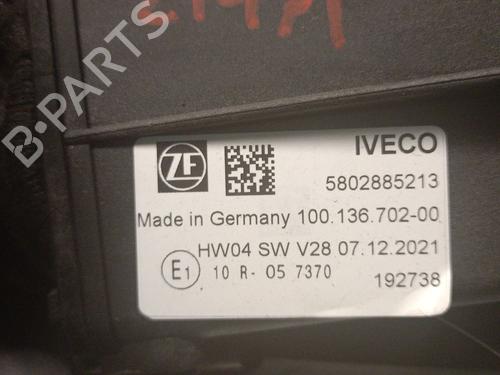 ZF
IVECO
5802885213
Made in Germany 100.136.702-00
HW04 SW V28 07.12.2021
E1 10 R- 05 7370
192738
B-PARTS
B-PARTS